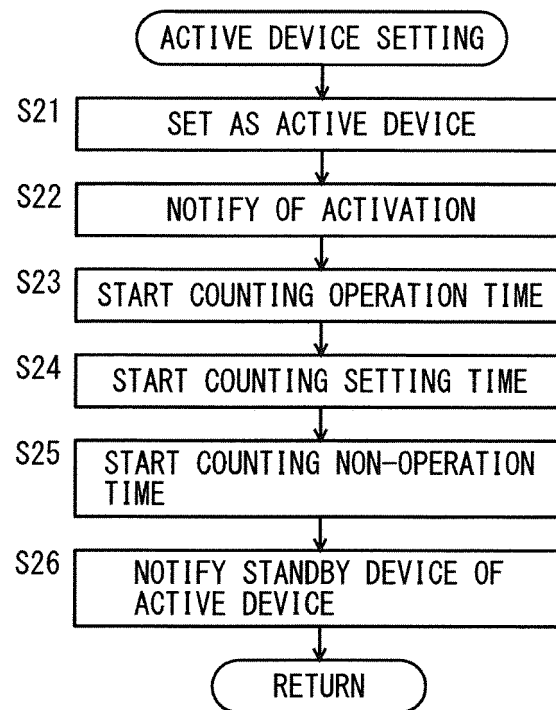 ACTIVE DEVICE SETTING
S21
SET AS ACTIVE DEVICE
S22
NOTIFY OF ACTIVATION
S23
START COUNTING OPERATION TIME
S24
START COUNTING SETTING TIME
S25
START COUNTING NON-OPERATION
TIME
S26
NOTIFY STANDBY DEVICE OF
ACTIVE DEVICE
RETURN